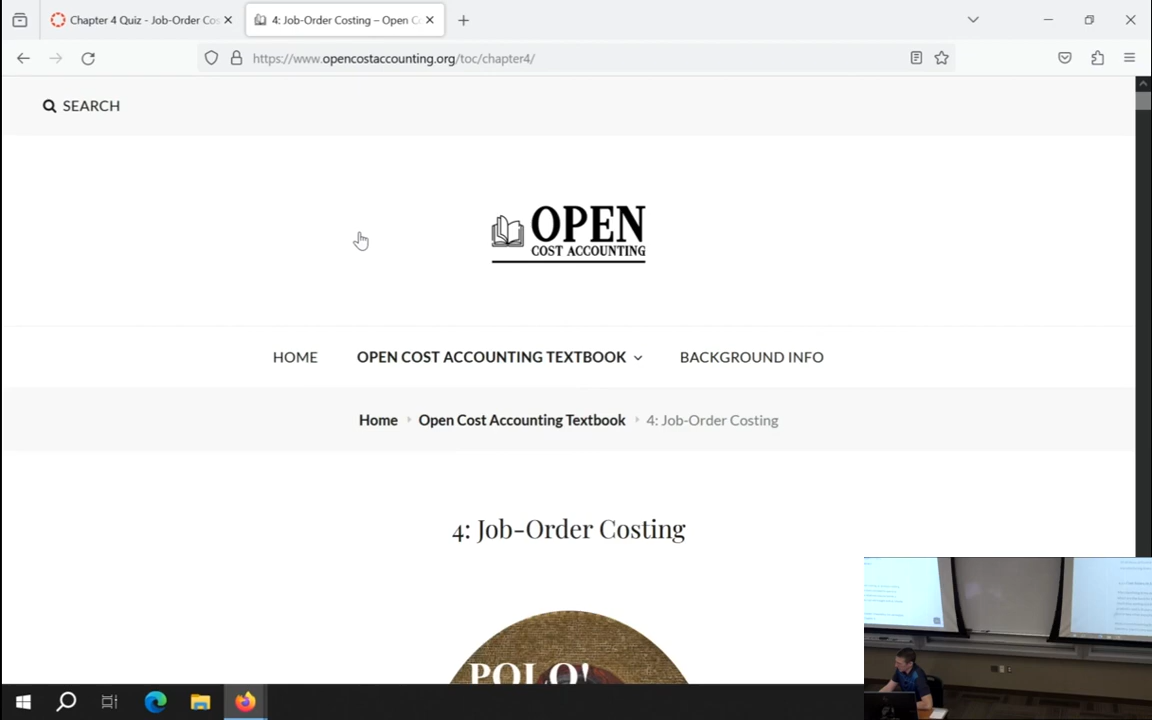 Chapter 4 Quiz - Job-Order Cos
4: Job-Order Costing – Open C
https://www.opencostaccounting.org/toc/chapter4/
SEARCH
OPEN
COST ACCOUNTING
HOME
OPEN COST ACCOUNTING TEXTBOOK
BACKGROUND INFO
Home
Open Cost Accounting Textbook
4: Job-Order Costing
4: Job-Order Costing
POLO!